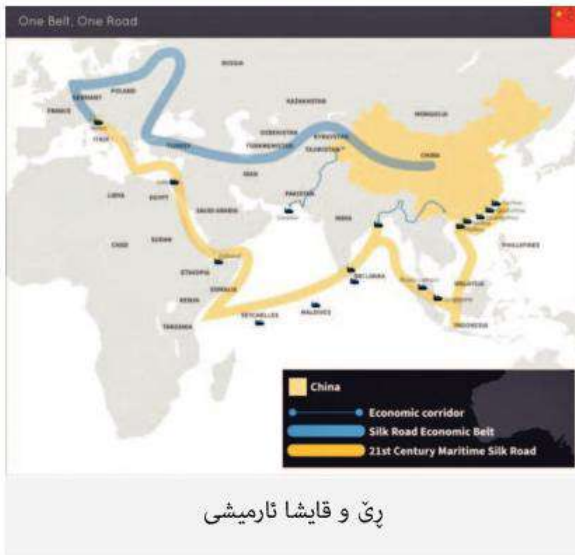 One Belt, One Road
RUSSIA
POLAND
GERMANY
FRANCE
KAZAKHSTAN
MONGOLIA
UZBEKISTAN
KYRGYSTAN
TURKEY
TURKMENISTAN
TAJIKISTAN
CHINA
IRAN
PAKISTAN
LIBYA
EGYPT
SAUDI ARABIA
INDIA
CHAD
SUDAN
PHILIPPINES
ETHIOPIA
SRI LANKA
SOMALIA
MALAYSIA
KENYA
SEYCHELLES
MALDIVES
INDONESIA
TANZANIA
China
Economic corridor
Silk Road Economic Belt
21st Century Maritime Silk Road
ڕێ و قایشا ئارمیشی